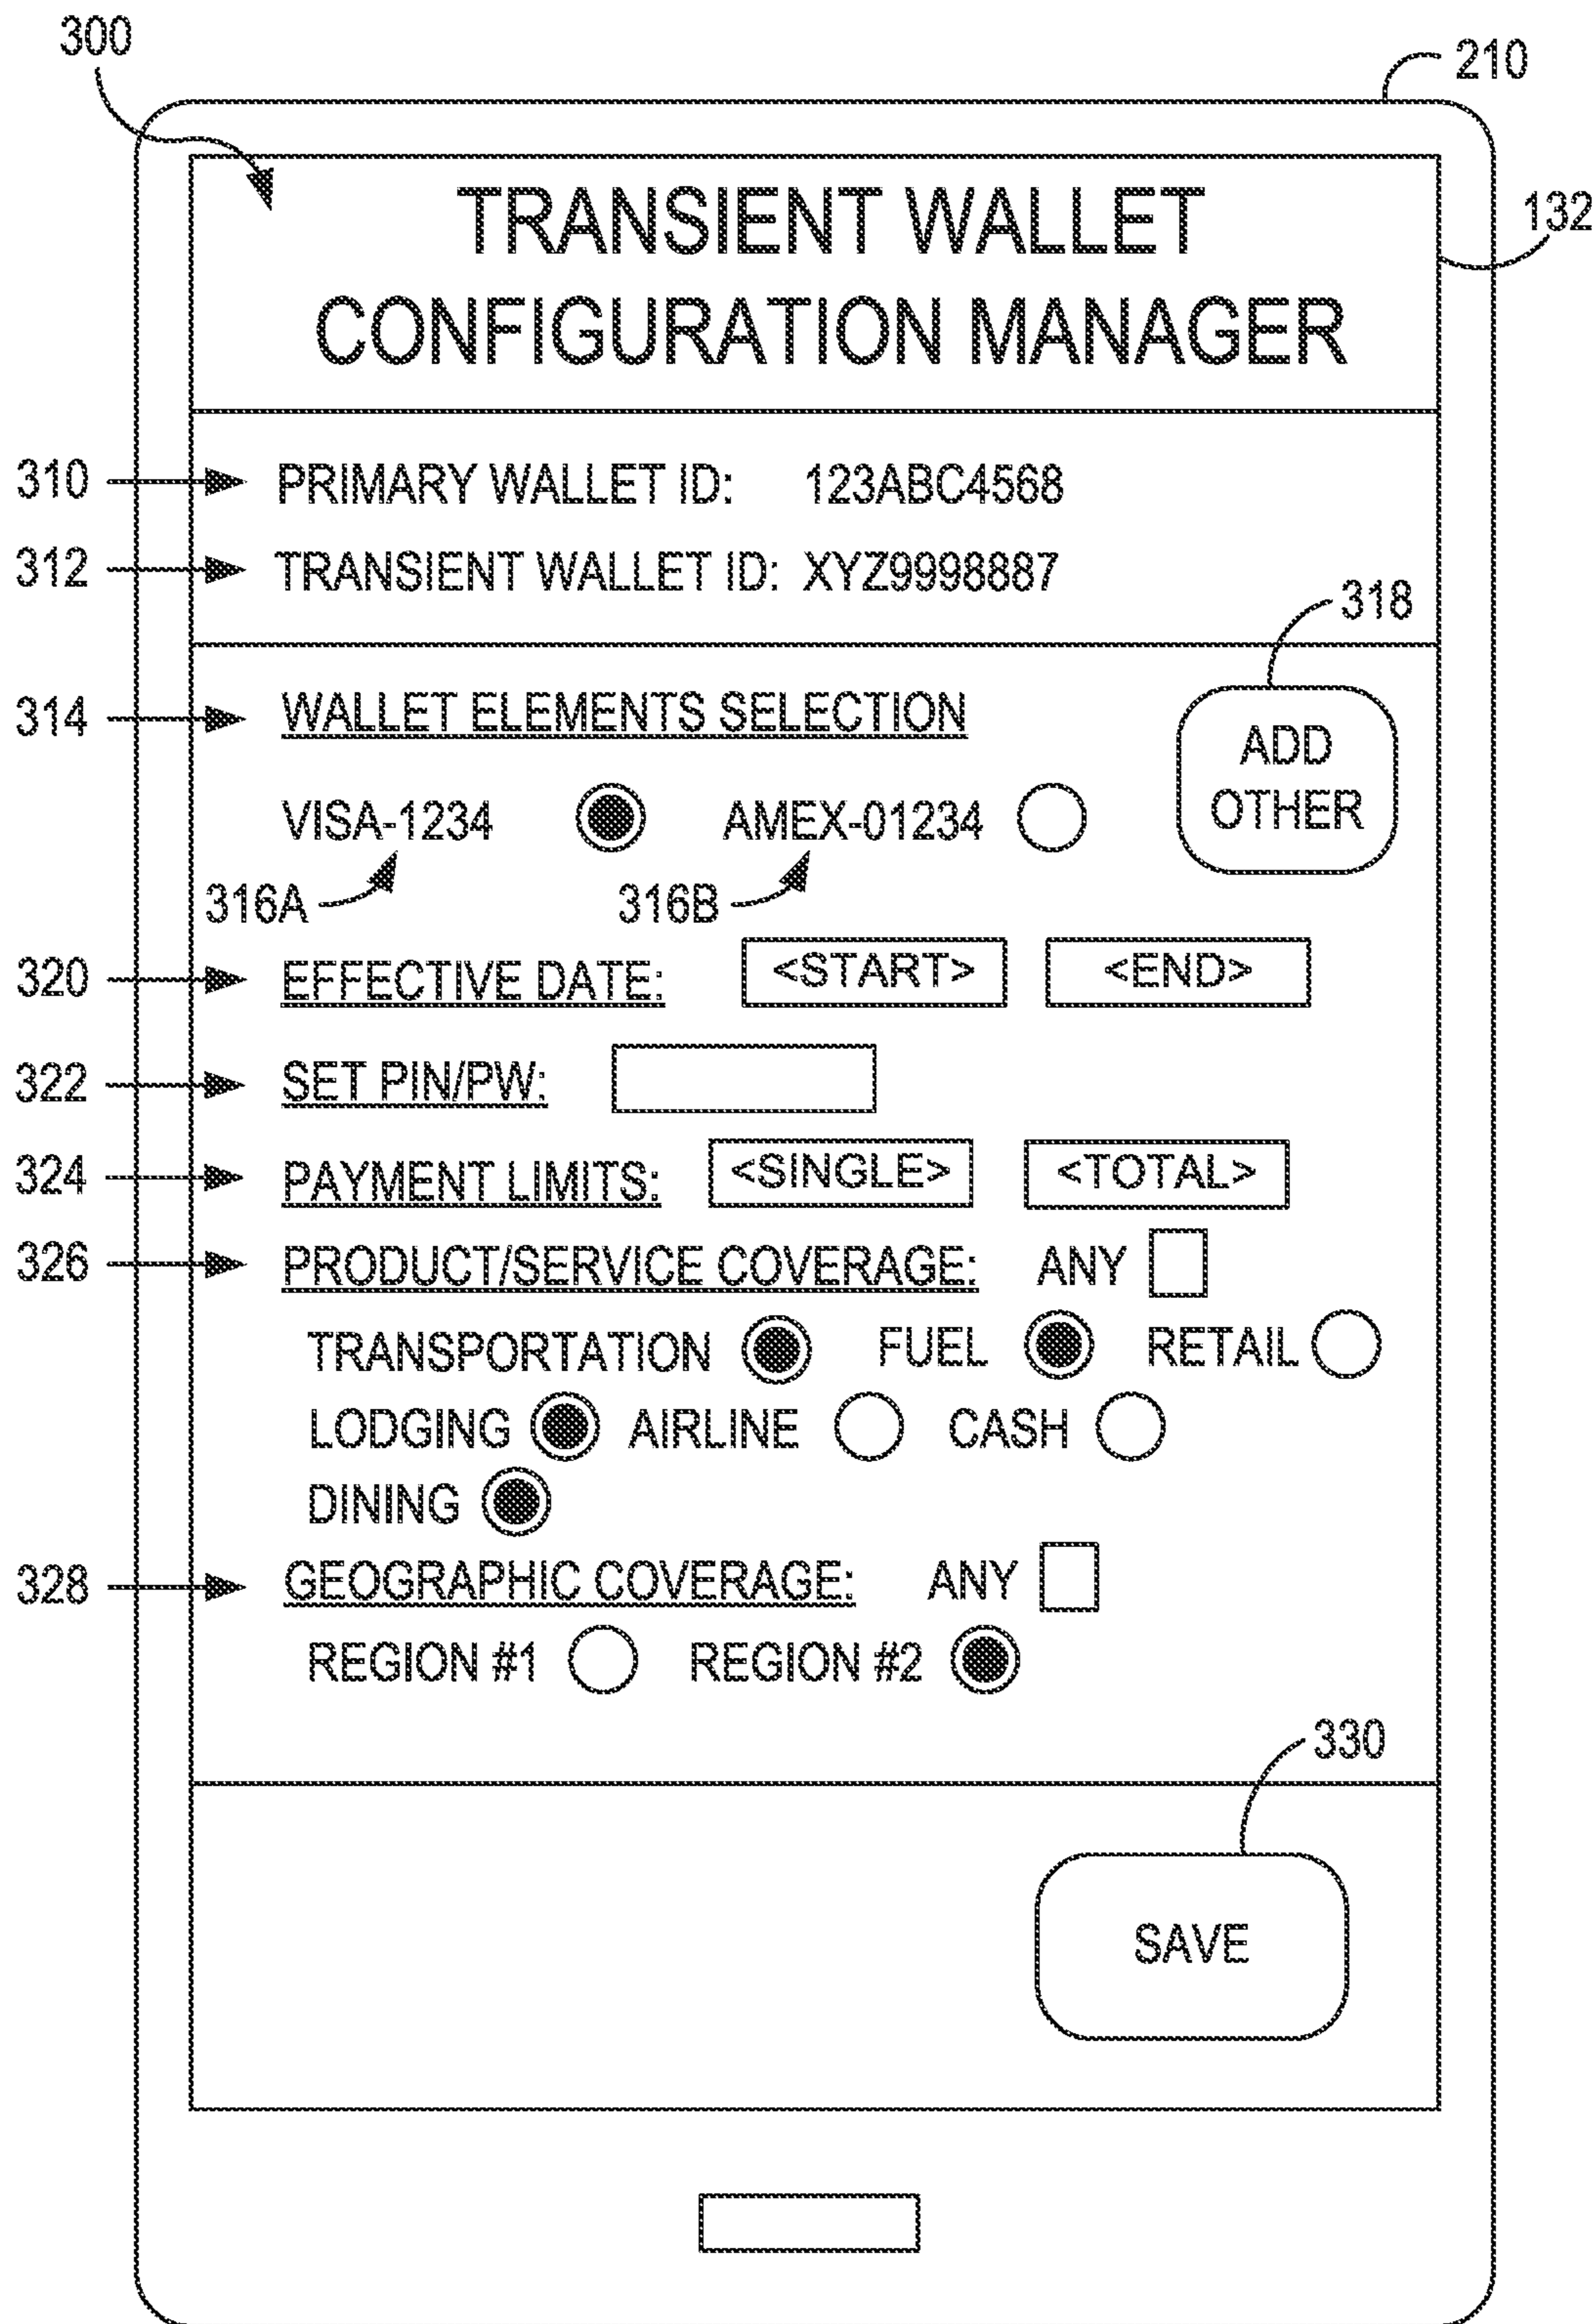 300
210
132
TRANSIENT WALLET
CONFIGURATION MANAGER
310 PRIMARY WALLET ID: 123ABC4568
312 TRANSIENT WALLET ID: XYZ9998887
318
314 WALLET ELEMENTS SELECTION
ADD
OTHER
VISA-1234 AMEX-01234
316A 316B
320 EFFECTIVE DATE: <START> <END>
322 SET PIN/PW:
324 PAYMENT LIMITS: <SINGLE> <TOTAL>
326 PRODUCT/SERVICE COVERAGE: ANY
TRANSPORTATION FUEL RETAIL
LODGING AIRLINE CASH
DINING
328 GEOGRAPHIC COVERAGE: ANY
REGION #1 REGION #2
330
SAVE